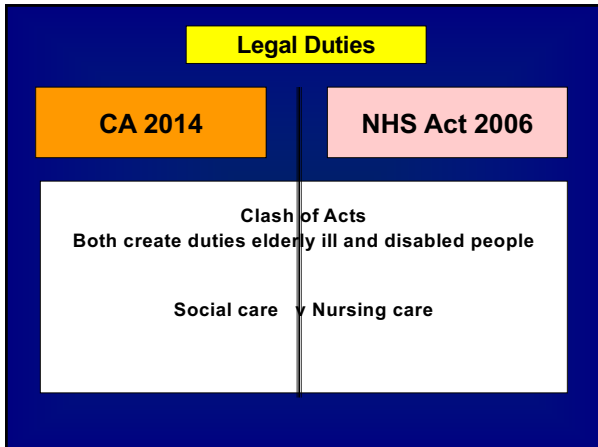 Legal Duties
CA 2014
NHS Act 2006
Clash of Acts
Both create duties elderly ill and disabled people
Social care v Nursing care